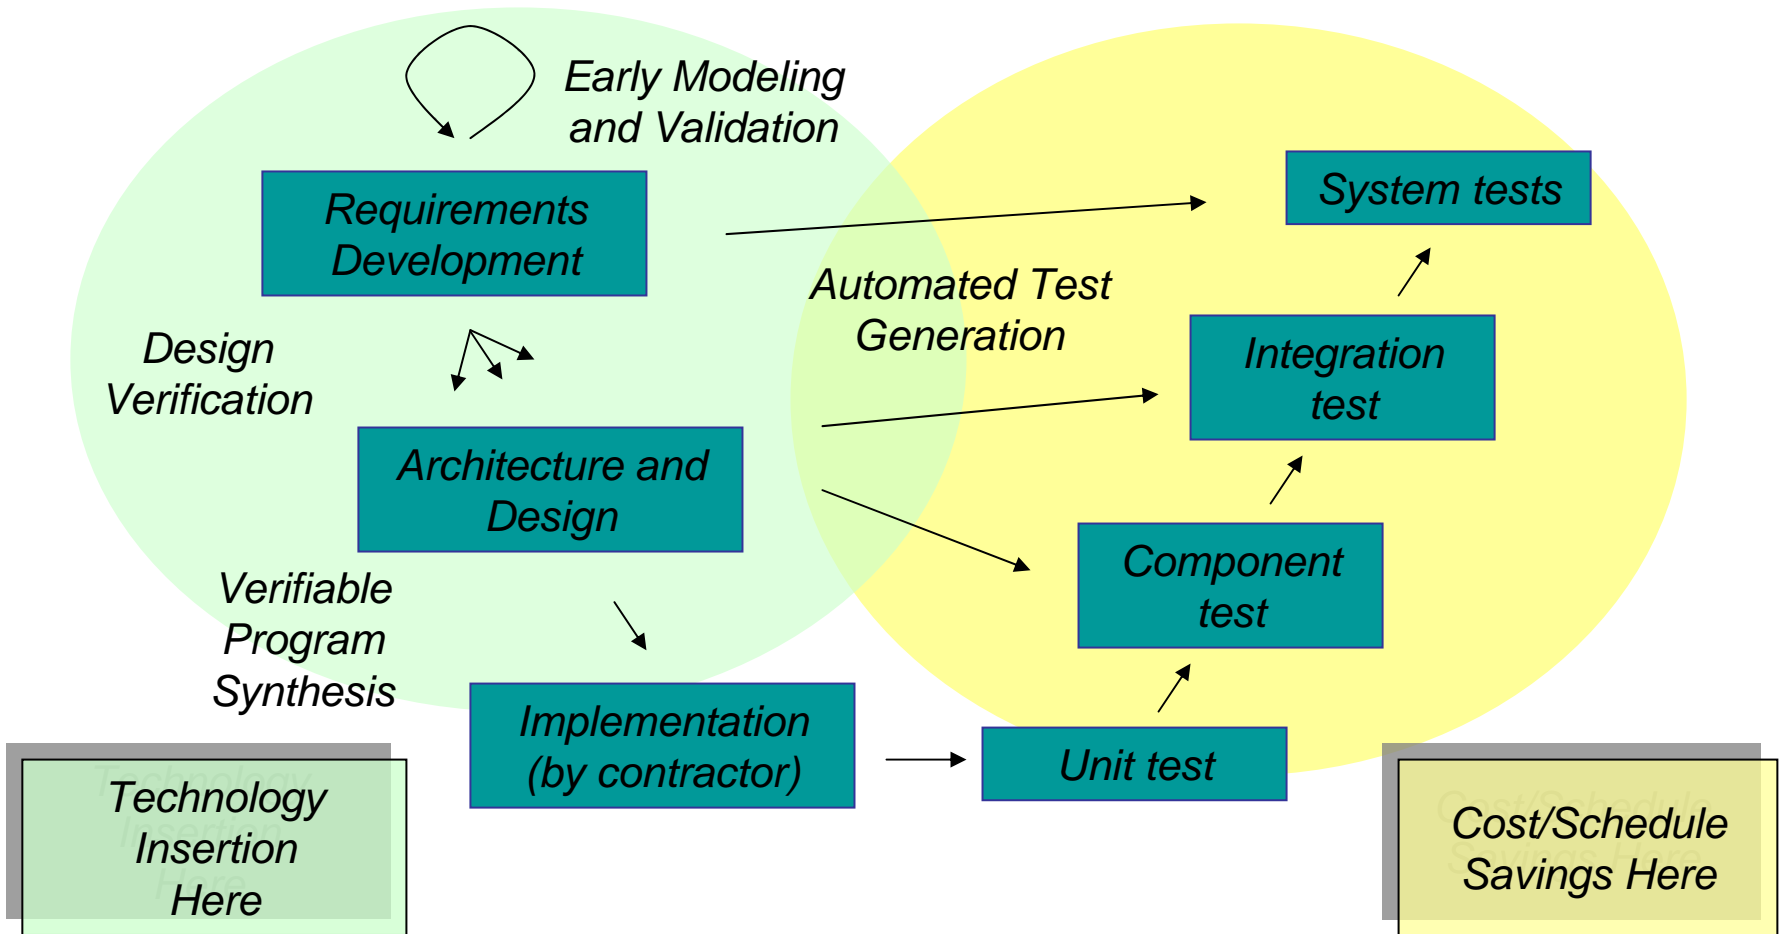 Early Modeling
and Validation
Requirements
Development
System tests
Automated Test
Generation
Design
Verification
Integration
test
Architecture and
Design
Component
test
Verifiable
Program
Synthesis
Implementation
(by contractor)
Unit test
Technology
Insertion
Here
Cost/Schedule
Savings Here